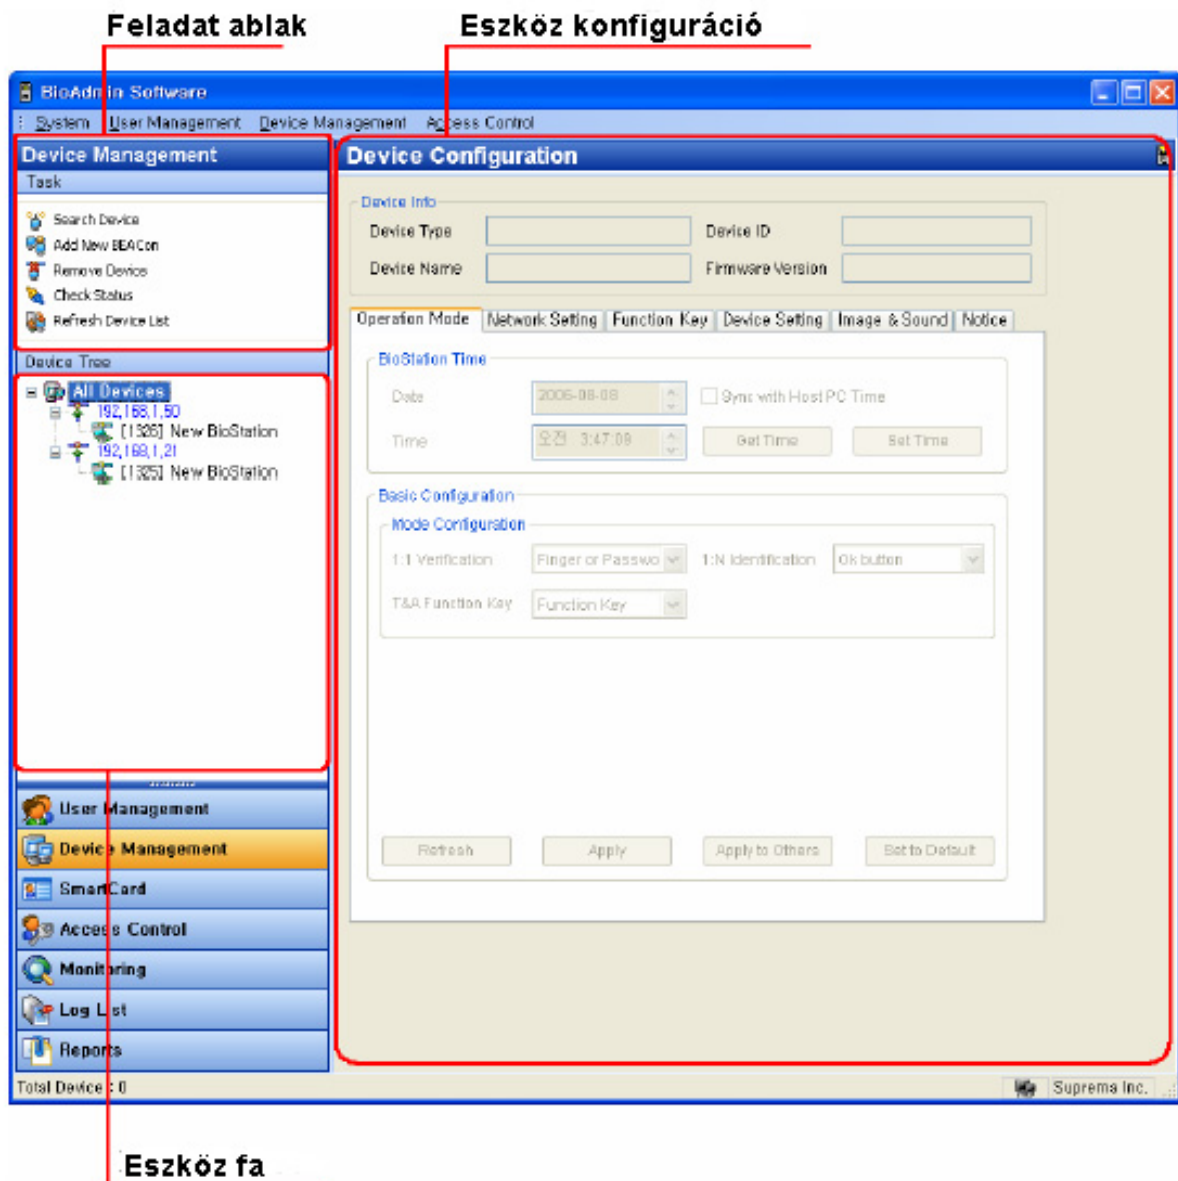 Feladat ablak
Eszköz konfiguráció
BioAdmin Software
System User Management Device Management Access Control
Device Management
Task
Search Device
Add New BEACon
Remove Device
Check Status
Refresh Device List
Device Tree
All Devices
192,168,1,50
[1326] New BioStation
192,168,1,21
[1325] New BioStation
User Management
Device Management
SmartCard
Access Control
Monitoring
Log List
Reports
Device Configuration
Device Info
Device Type
Device ID
Device Name
Firmware Version
Operation Mode Network Setting Function Key Device Setting Image & Sound Notice
BioStation Time
Date 2006-08-08 Sync with Host PC Time
Time 오전 3:47:09 Get Time Set Time
Basic Configuration
Mode Configuration
1:1 Verification Finger or Passwo 1:N Identification Ok button
T&A Function Key Function Key
Refresh Apply Apply to Others Set to Default
Total Device : 0
Suprema Inc.
Eszköz fa